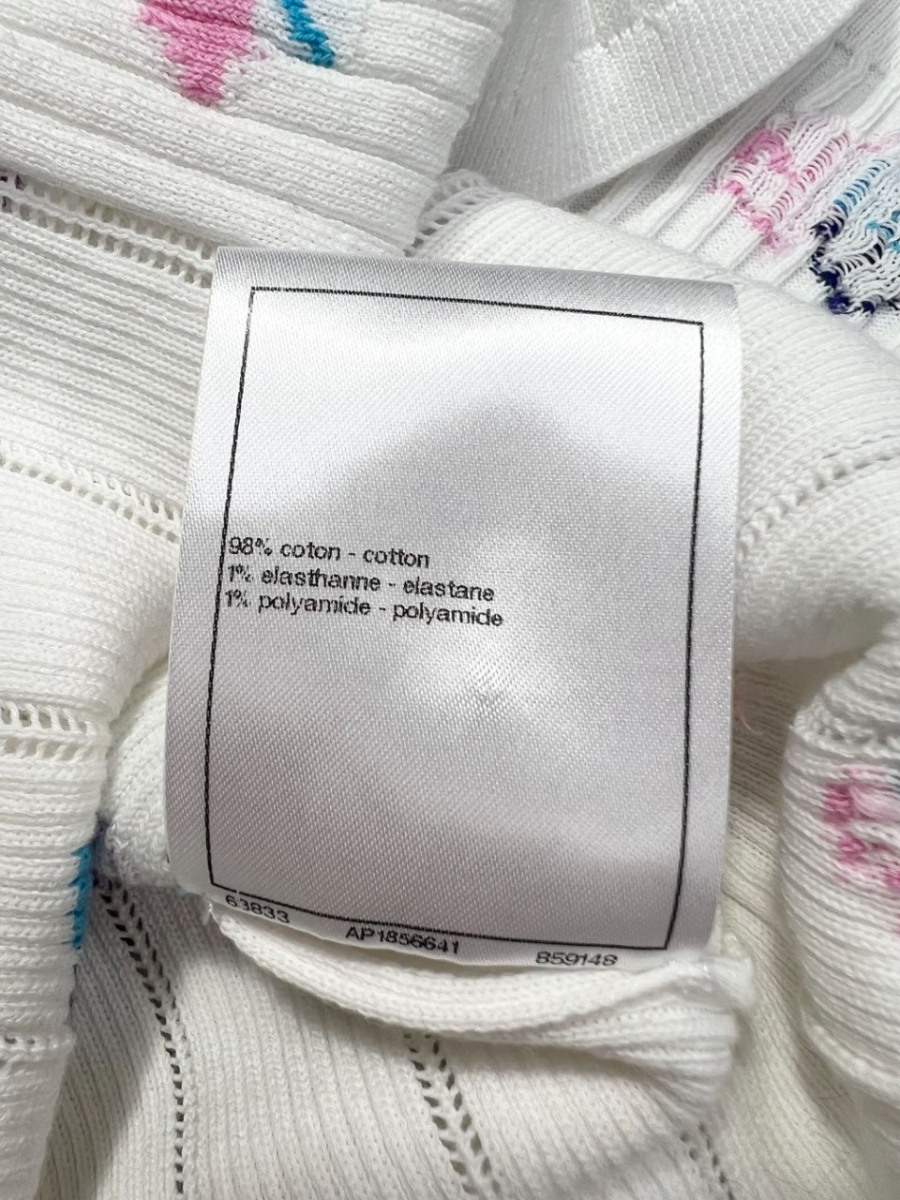 98% coton - cotton
1% elasthanne - elastane
1% polyamide - polyamide
63833 AP1856641 859148